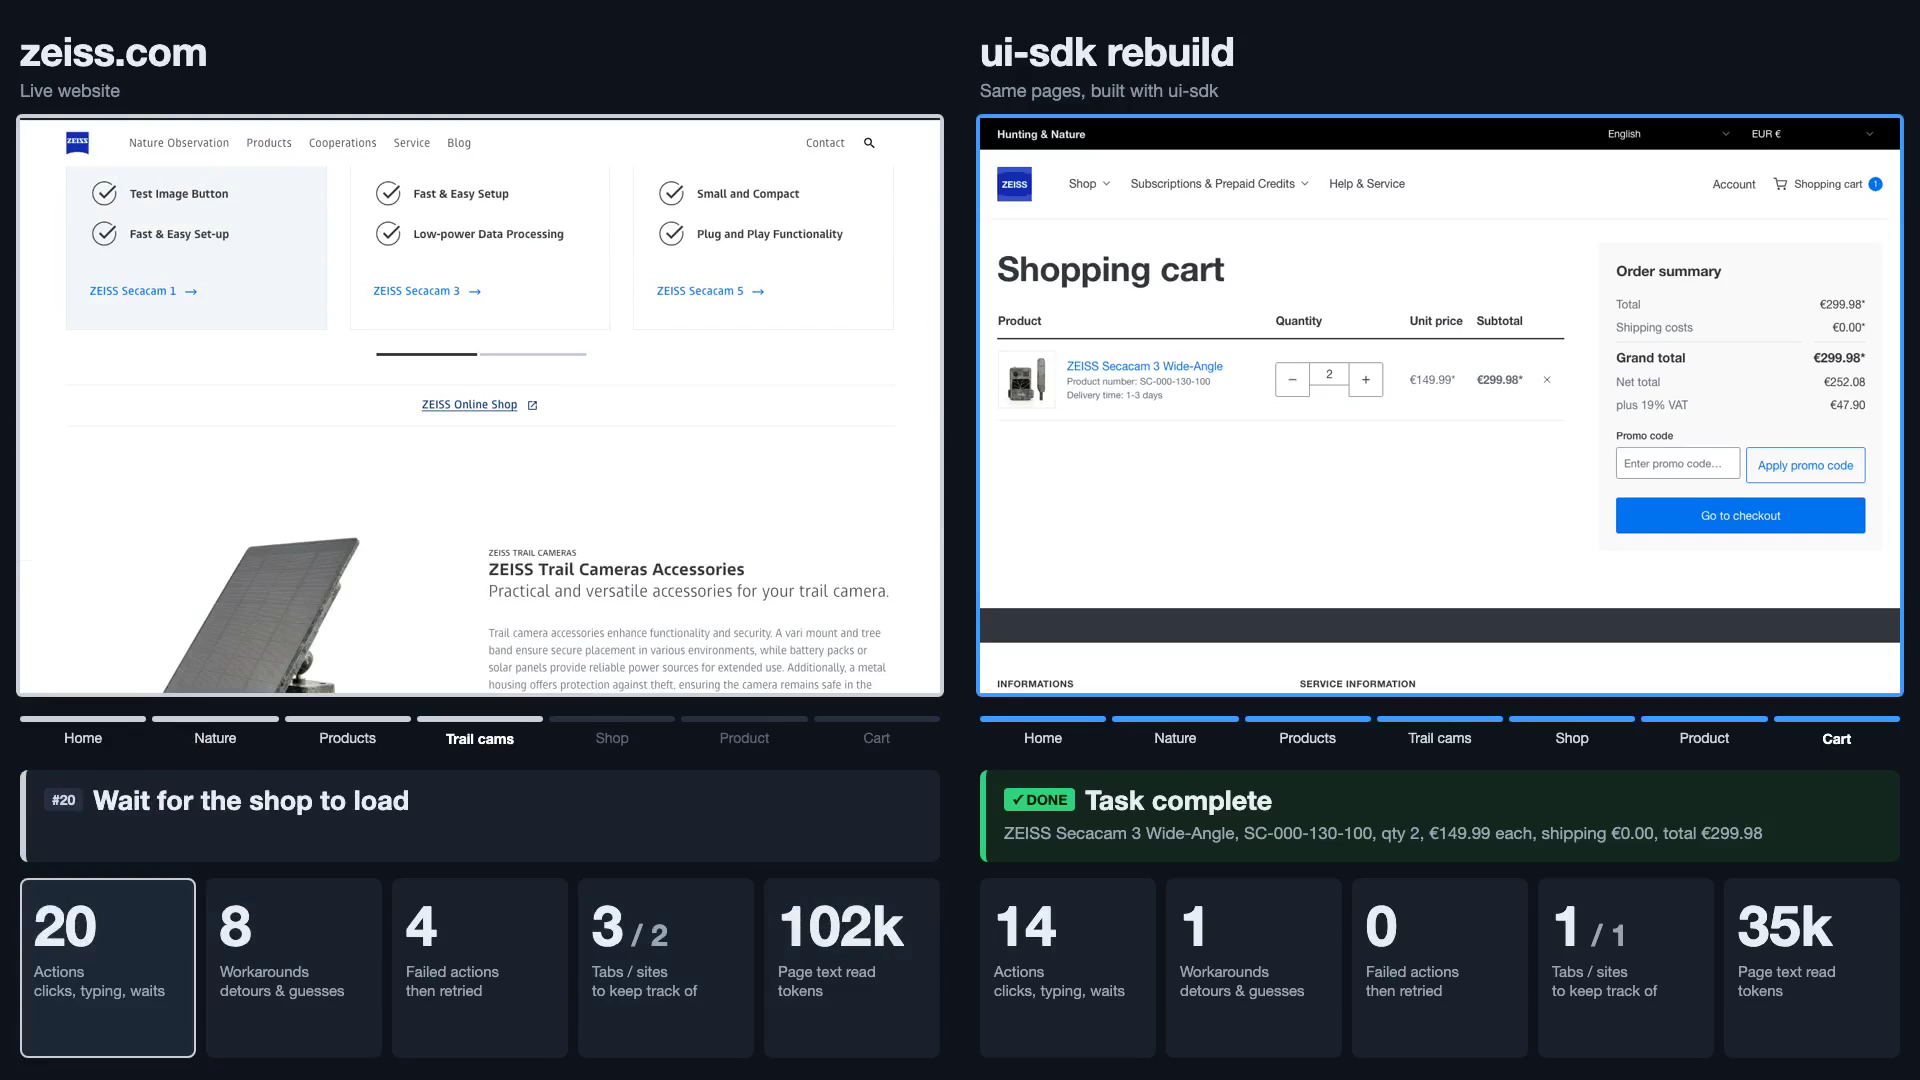 zeiss.com
Live website
ZEISS
Nature Observation Products Cooperations Service Blog
Contact
Test Image Button
Fast & Easy Set-up
ZEISS Secacam 1 →
Fast & Easy Setup
Low-power Data Processing
ZEISS Secacam 3 →
Small and Compact
Plug and Play Functionality
ZEISS Secacam 5 →
ZEISS Online Shop
ZEISS TRAIL CAMERAS
ZEISS Trail Cameras Accessories
Practical and versatile accessories for your trail camera.
Trail camera accessories enhance functionality and security. A vari mount and tree
band ensure secure placement in various environments, while battery packs or
solar panels provide reliable power sources for extended use. Additionally, a metal
housing offers protection against theft, ensuring the camera remains safe in the
Home Nature Products Trail cams Shop Product Cart
#20 Wait for the shop to load
20
Actions
clicks, typing, waits
8
Workarounds
detours & guesses
4
Failed actions
then retried
3 / 2
Tabs / sites
to keep track of
102k
Page text read
tokens
ui-sdk rebuild
Same pages, built with ui-sdk
Hunting & Nature
English
EUR €
ZEISS
Shop Subscriptions & Prepaid Credits Help & Service
Account
Shopping cart 1
Shopping cart
Product Quantity Unit price Subtotal
ZEISS Secacam 3 Wide-Angle
Product number: SC-000-130-100
Delivery time: 1-3 days
− 2 +
€149.99* €299.98* ×
Order summary
Total €299.98*
Shipping costs €0.00*
Grand total €299.98*
Net total €252.08
plus 19% VAT €47.90
Promo code
Enter promo code...
Apply promo code
Go to checkout
INFORMATIONS
SERVICE INFORMATION
Home Nature Products Trail cams Shop Product Cart
✓ DONE Task complete
ZEISS Secacam 3 Wide-Angle, SC-000-130-100, qty 2, €149.99 each, shipping €0.00, total €299.98
14
Actions
clicks, typing, waits
1
Workarounds
detours & guesses
0
Failed actions
then retried
1 / 1
Tabs / sites
to keep track of
35k
Page text read
tokens